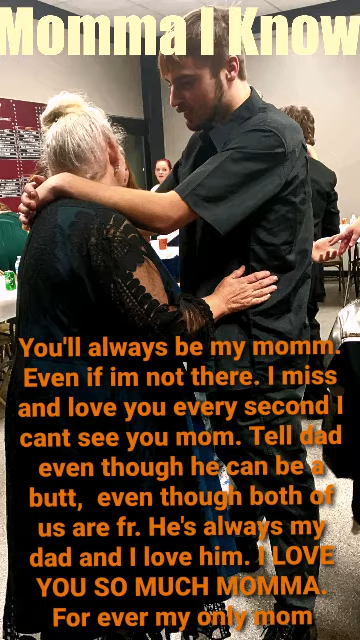 Momma I Know
You'll always be my momm.
Even if im not there. I miss
and love you every second I
cant see you mom. Tell dad
even though he can be a
butt,  even though both of
us are fr. He's always my
dad and I love him. I LOVE
YOU SO MUCH MOMMA.
For ever my only mom